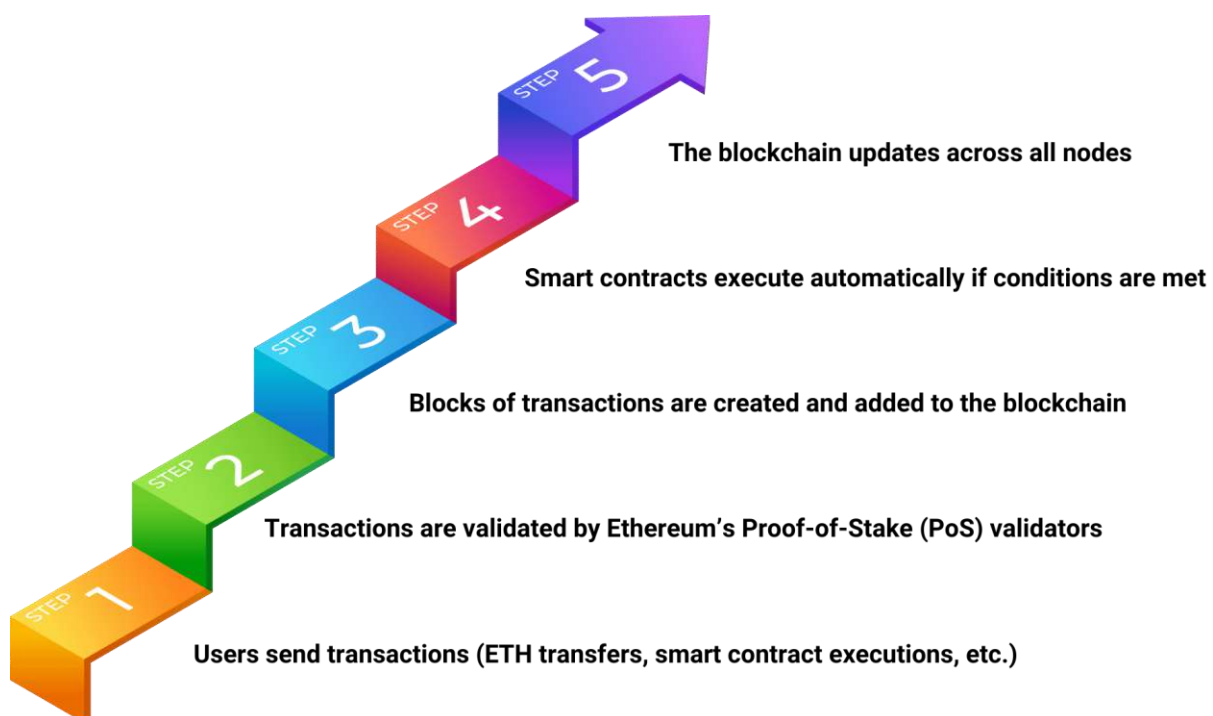 STEP 5
The blockchain updates across all nodes
STEP 4
Smart contracts execute automatically if conditions are met
STEP 3
Blocks of transactions are created and added to the blockchain
STEP 2
Transactions are validated by Ethereum’s Proof-of-Stake (PoS) validators
STEP 1
Users send transactions (ETH transfers, smart contract executions, etc.)